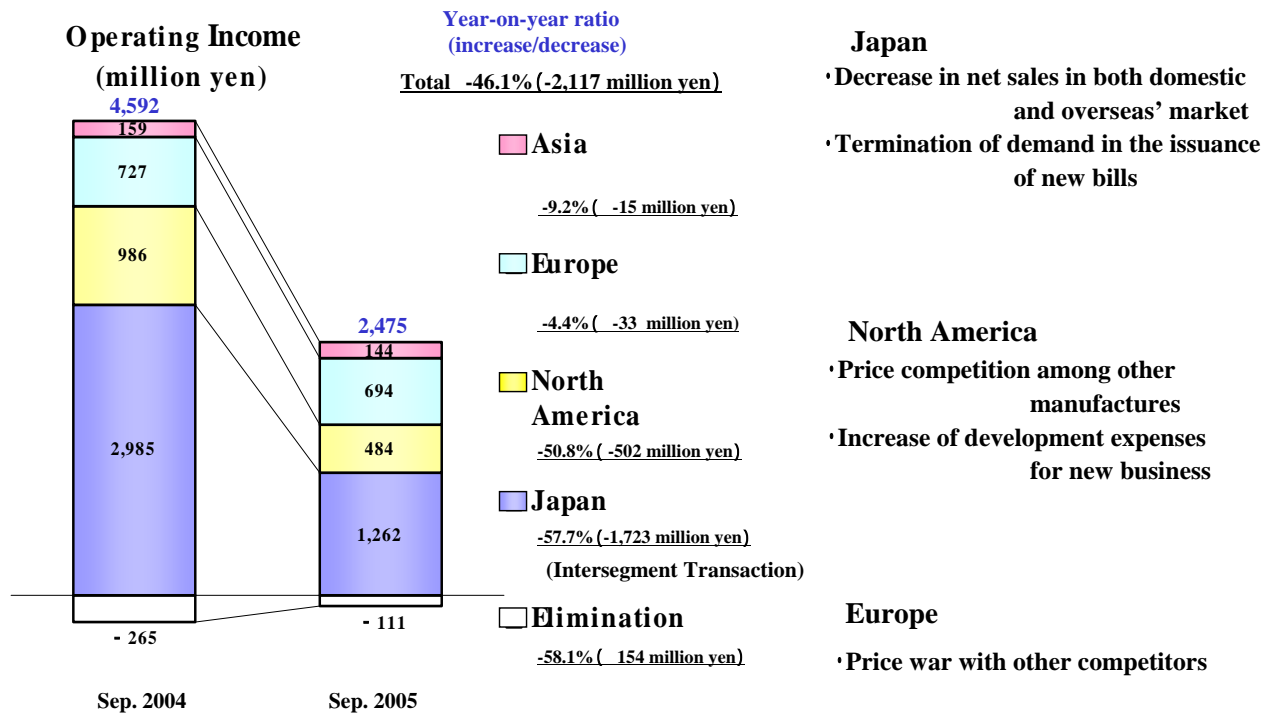 Operating Income
(million yen)
4,592
159
727
986
2,985
- 265
Sep. 2004
2,475
144
694
484
1,262
- 111
Sep. 2005
Year-on-year ratio
(increase/decrease)
Total -46.1% (-2,117 million yen)
Asia
-9.2% ( -15 million yen)
Europe
-4.4% ( -33 million yen)
North
America
-50.8% ( -502 million yen)
Japan
-57.7% (-1,723 million yen)
(Intersegment Transaction)
Elimination
-58.1% ( 154 million yen)
Japan
・Decrease in net sales in both domestic
and overseas’ market
・Termination of demand in the issuance
of new bills
North America
・Price competition among other
manufactures
・Increase of development expenses
for new business
Europe
・Price war with other competitors